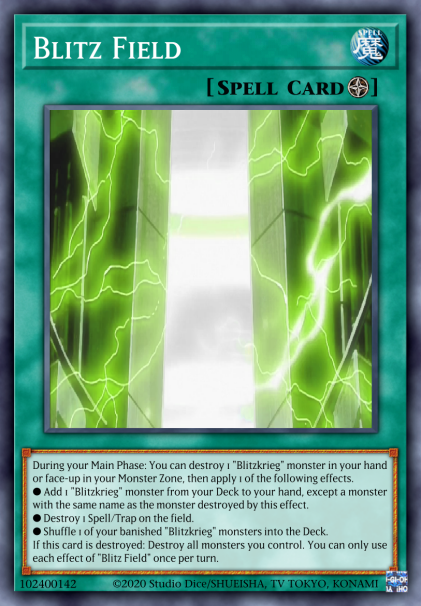 Blitz Field
SPELL
魔
[Spell Card]
During your Main Phase: You can destroy 1 "Blitzkrieg" monster in your hand
or face-up in your Monster Zone, then apply 1 of the following effects.
● Add 1 "Blitzkrieg" monster from your Deck to your hand, except a monster
with the same name as the monster destroyed by this effect.
● Destroy 1 Spell/Trap on the field.
● Shuffle 1 of your banished "Blitzkrieg" monsters into the Deck.
If this card is destroyed: Destroy all monsters you control. You can only use
each effect of "Blitz Field" once per turn.
102400142 ©2020 Studio Dice/SHUEISHA, TV TOKYO, KONAMI